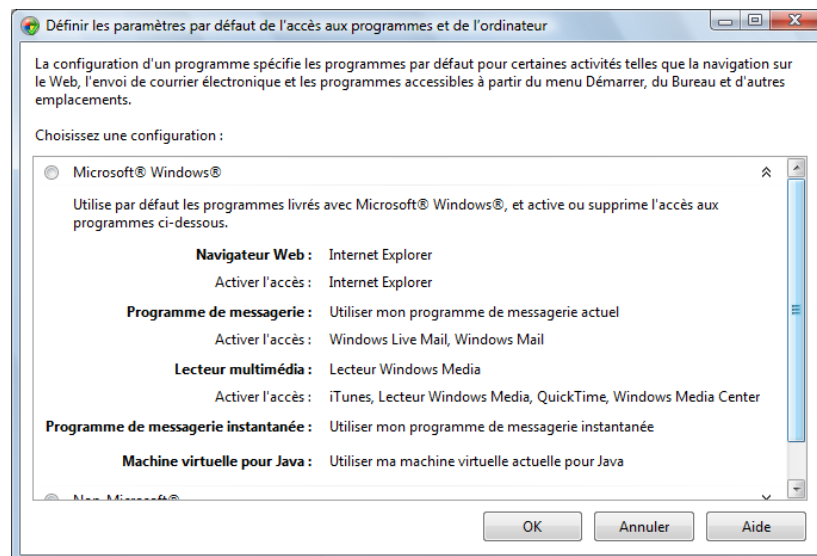 Définir les paramètres par défaut de l'accès aux programmes et de l'ordinateur
La configuration d'un programme spécifie les programmes par défaut pour certaines activités telles que la navigation sur
le Web, l'envoi de courrier électronique et les programmes accessibles à partir du menu Démarrer, du Bureau et d'autres
emplacements.
Choisissez une configuration :
Microsoft® Windows®
Utilise par défaut les programmes livrés avec Microsoft® Windows®, et active ou supprime l'accès aux
programmes ci-dessous.
Navigateur Web : Internet Explorer
Activer l'accès : Internet Explorer
Programme de messagerie : Utiliser mon programme de messagerie actuel
Activer l'accès : Windows Live Mail, Windows Mail
Lecteur multimédia : Lecteur Windows Media
Activer l'accès : iTunes, Lecteur Windows Media, QuickTime, Windows Media Center
Programme de messagerie instantanée : Utiliser mon programme de messagerie instantanée
Machine virtuelle pour Java : Utiliser ma machine virtuelle actuelle pour Java
Non-Microsoft®
OK Annuler Aide